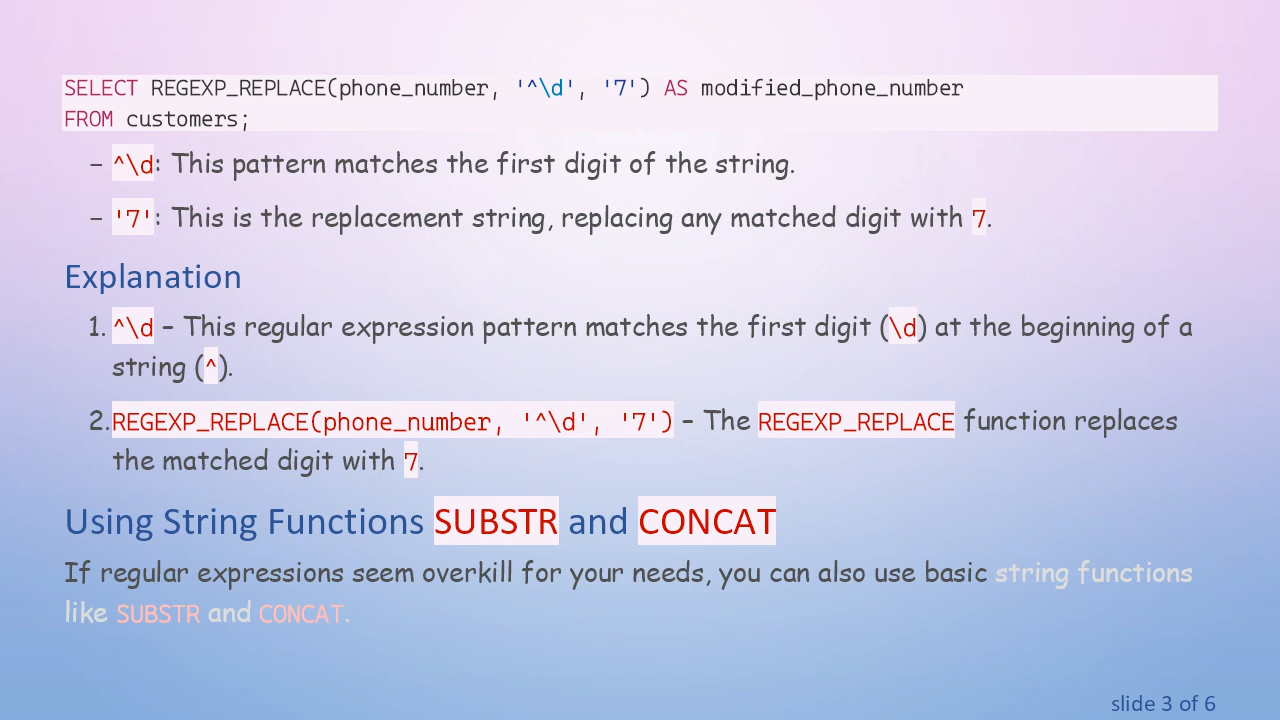 SELECT REGEXP_REPLACE(phone_number, '^\d', '7') AS modified_phone_number
FROM customers;
– ^\d: This pattern matches the first digit of the string.
– '7': This is the replacement string, replacing any matched digit with 7.
Explanation
1. ^\d – This regular expression pattern matches the first digit (\d) at the beginning of a
string (^).
2. REGEXP_REPLACE(phone_number, '^\d', '7') – The REGEXP_REPLACE function replaces
the matched digit with 7.
Using String Functions SUBSTR and CONCAT
If regular expressions seem overkill for your needs, you can also use basic string functions
like SUBSTR and CONCAT.
slide 3 of 6